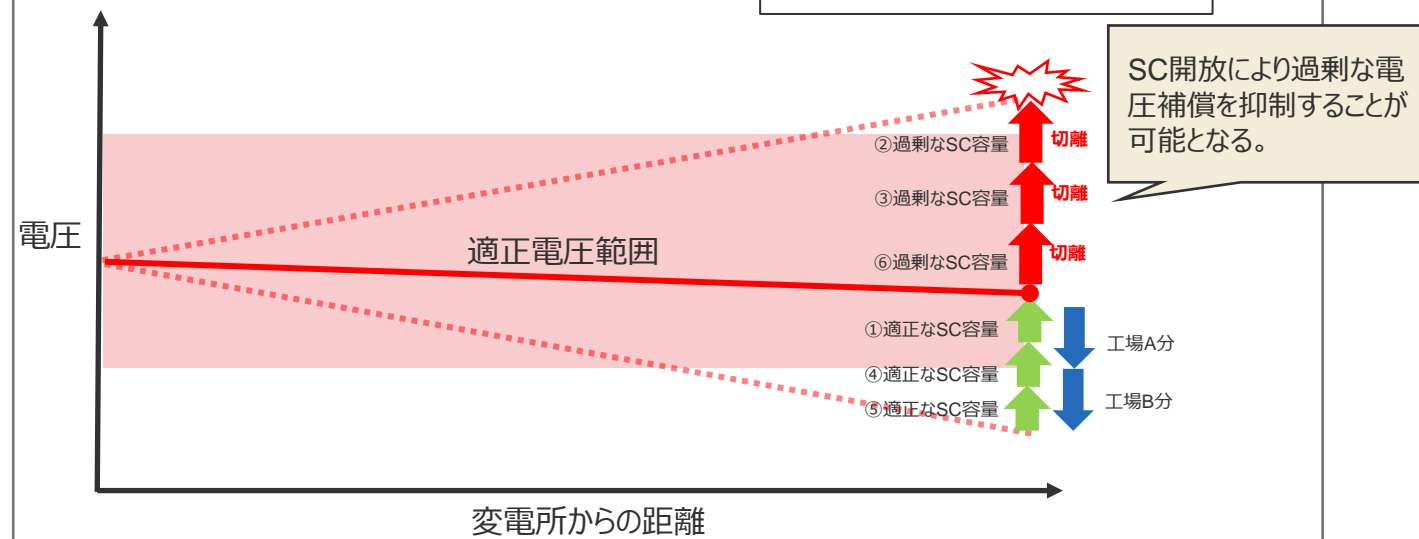 SC開放により過剰な電
圧補償を抑制することが
可能となる。
②過剰なSC容量
切離
③過剰なSC容量
切離
電圧
適正電圧範囲
⑥過剰なSC容量
切離
①適正なSC容量
工場A分
④適正なSC容量
⑤適正なSC容量
工場B分
変電所からの距離